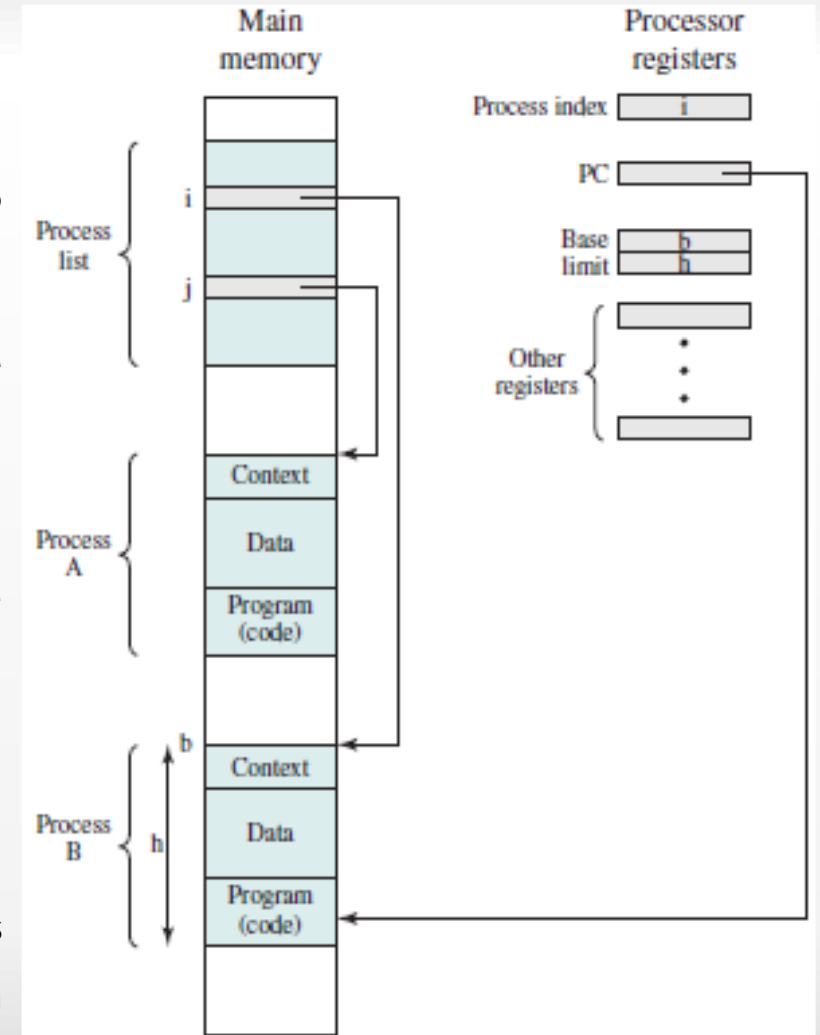 Main
memory
Processor
registers
Process index
i
PC
Base
limit
b
h
Other
registers
Process
list
i
j
Process
A
Context
Data
Program
(code)
Process
B
b
h
Context
Data
Program
(code)